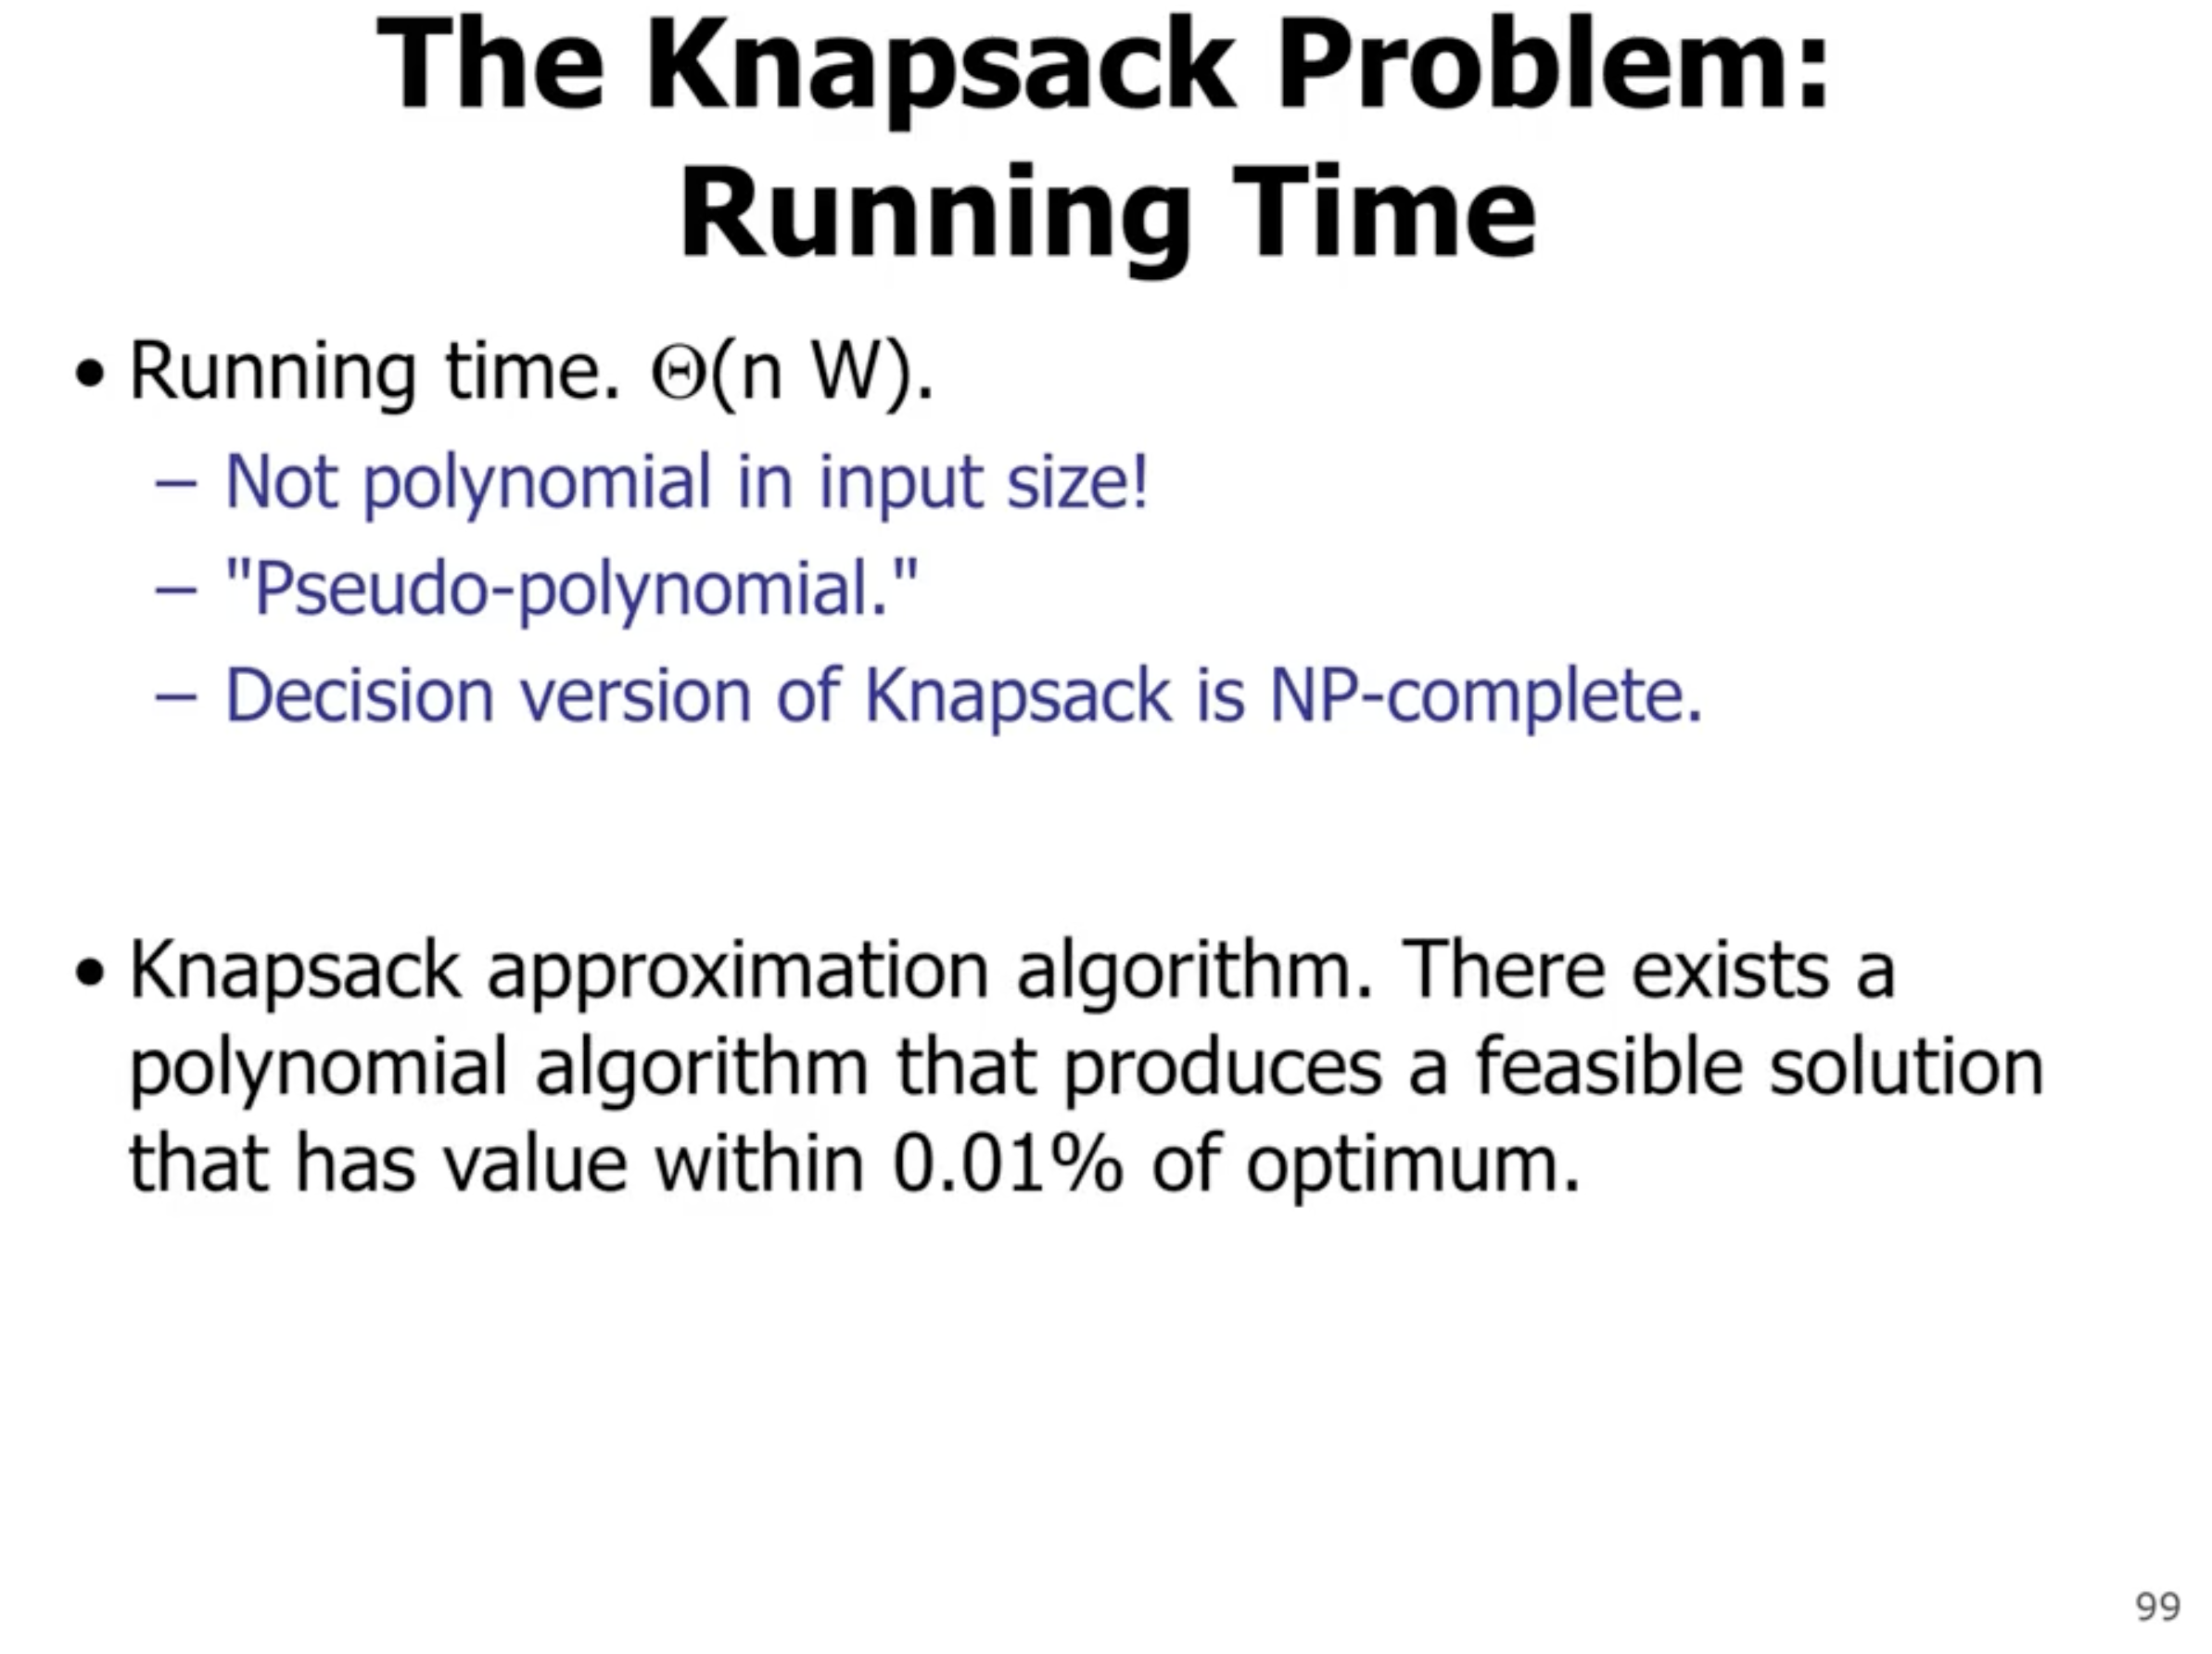 The Knapsack Problem:
Running Time
• Running time. Θ(n W).
– Not polynomial in input size!
– "Pseudo-polynomial."
– Decision version of Knapsack is NP-complete.
• Knapsack approximation algorithm. There exists a
polynomial algorithm that produces a feasible solution
that has value within 0.01% of optimum.
99